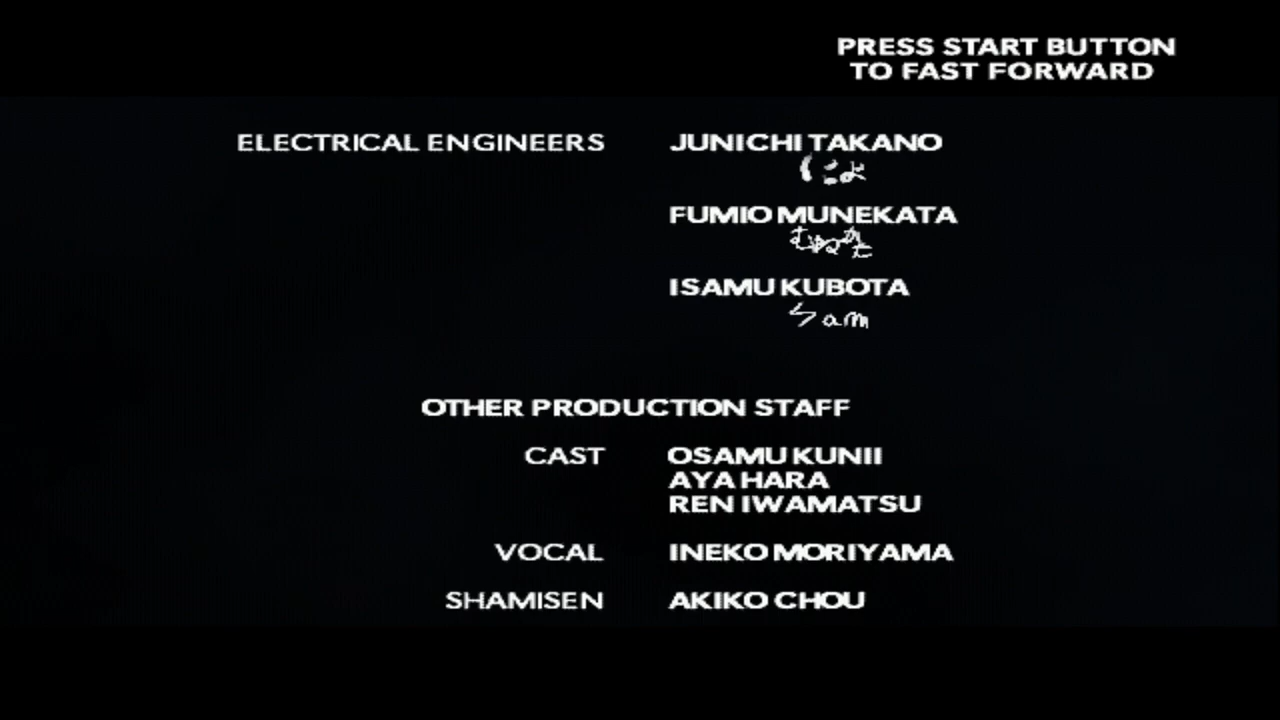 PRESS START BUTTON
TO FAST FORWARD
ELECTRICAL ENGINEERS JUNICHI TAKANO
FUMIO MUNEKATA
むねかた
ISAMU KUBOTA
Sam
OTHER PRODUCTION STAFF
CAST OSAMU KUNII
AYA HARA
REN IWAMATSU
VOCAL INEKO MORIYAMA
SHAMISEN AKIKO CHOU